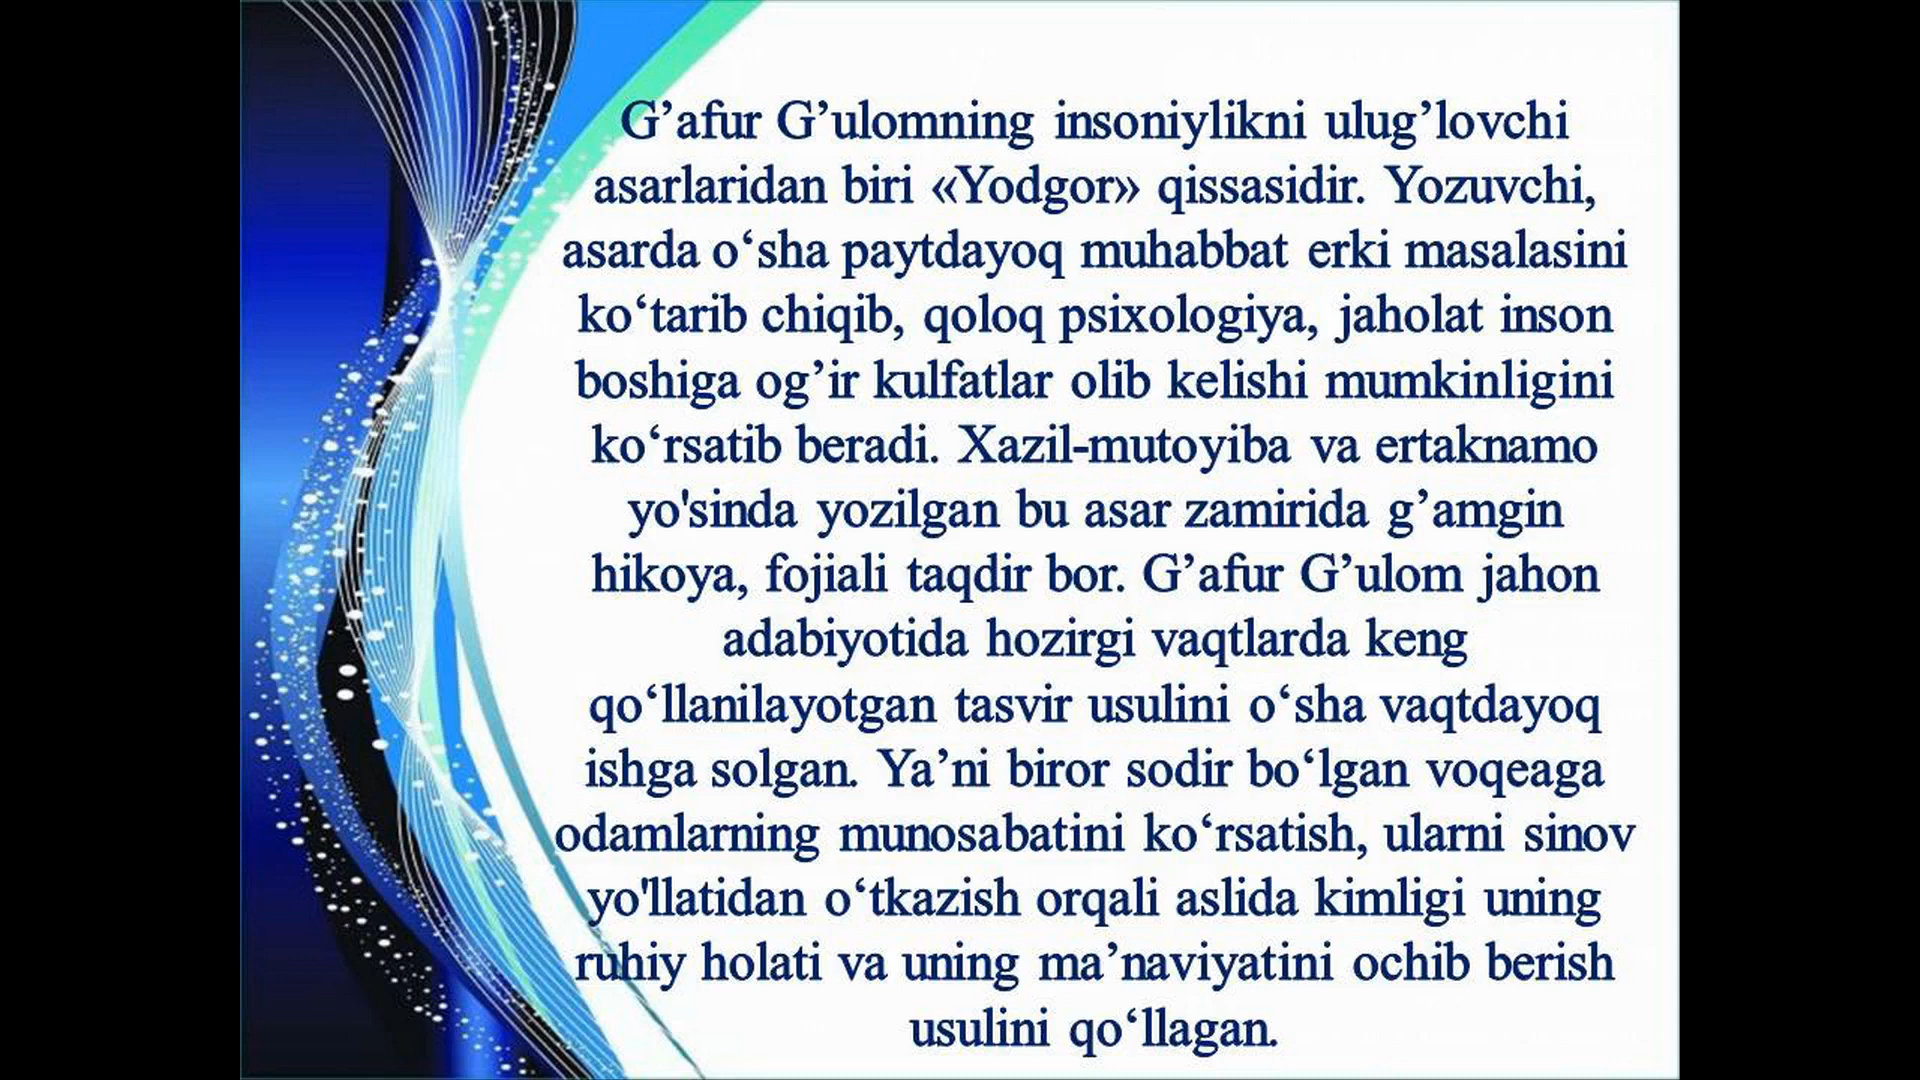 G’afur G’ulomning insoniylikni ulug’lovchi
asarlaridan biri «Yodgor» qissasidir. Yozuvchi,
asarda o‘sha paytdayoq muhabbat erki masalasini
ko‘tarib chiqib, qoloq psixologiya, jaholat inson
boshiga og’ir kulfatlar olib kelishi mumkinligini
ko‘rsatib beradi. Xazil-mutoyiba va ertaknamo
yo'sinda yozilgan bu asar zamirida g’amgin
hikoya, fojiali taqdir bor. G’afur G’ulom jahon
adabiyotida hozirgi vaqtlarda keng
qo‘llanilayotgan tasvir usulini o‘sha vaqtdayoq
ishga solgan. Ya’ni biror sodir bo‘lgan voqeaga
odamlarning munosabatini ko‘rsatish, ularni sinov
yo'llatidan o‘tkazish orqali aslida kimligi uning
ruhiy holati va uning ma’naviyatini ochib berish
usulini qo‘llagan.